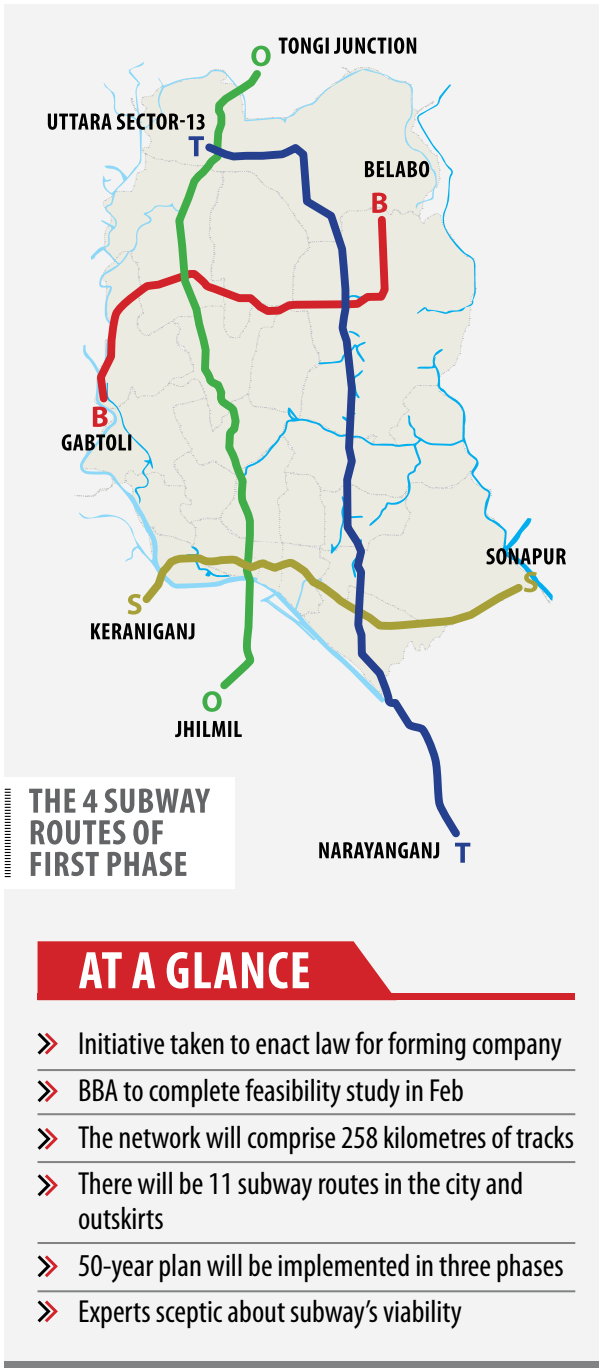 O TONGI JUNCTION
UTTARA SECTOR-13
T
BELABO
B
B
GABTOLI
SONAPUR
S
S
KERANIGANJ
O
JHILMIL
THE 4 SUBWAY
ROUTES OF
FIRST PHASE
NARAYANGANJ T
AT A GLANCE
Initiative taken to enact law for forming company
BBA to complete feasibility study in Feb
The network will comprise 258 kilometres of tracks
There will be 11 subway routes in the city and
outskirts
50-year plan will be implemented in three phases
Experts sceptic about subway's viability